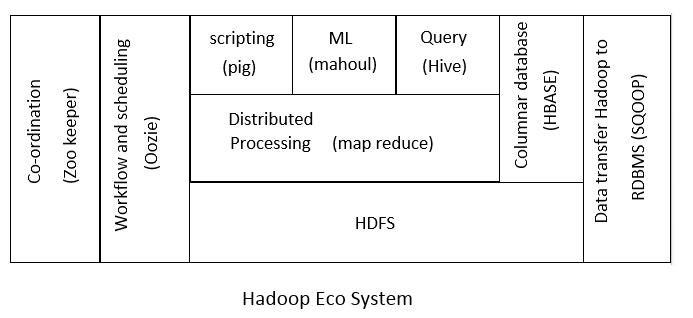 Co-ordination
(Zoo keeper)
Workflow and scheduling
(Oozie)
scripting
(pig)
ML
(mahoul)
Query
(Hive)
Distributed
Processing (map reduce)
Columnar database
(HBASE)
HDFS
Data transfer Hadoop to
RDBMS (SQOOP)
Hadoop Eco System